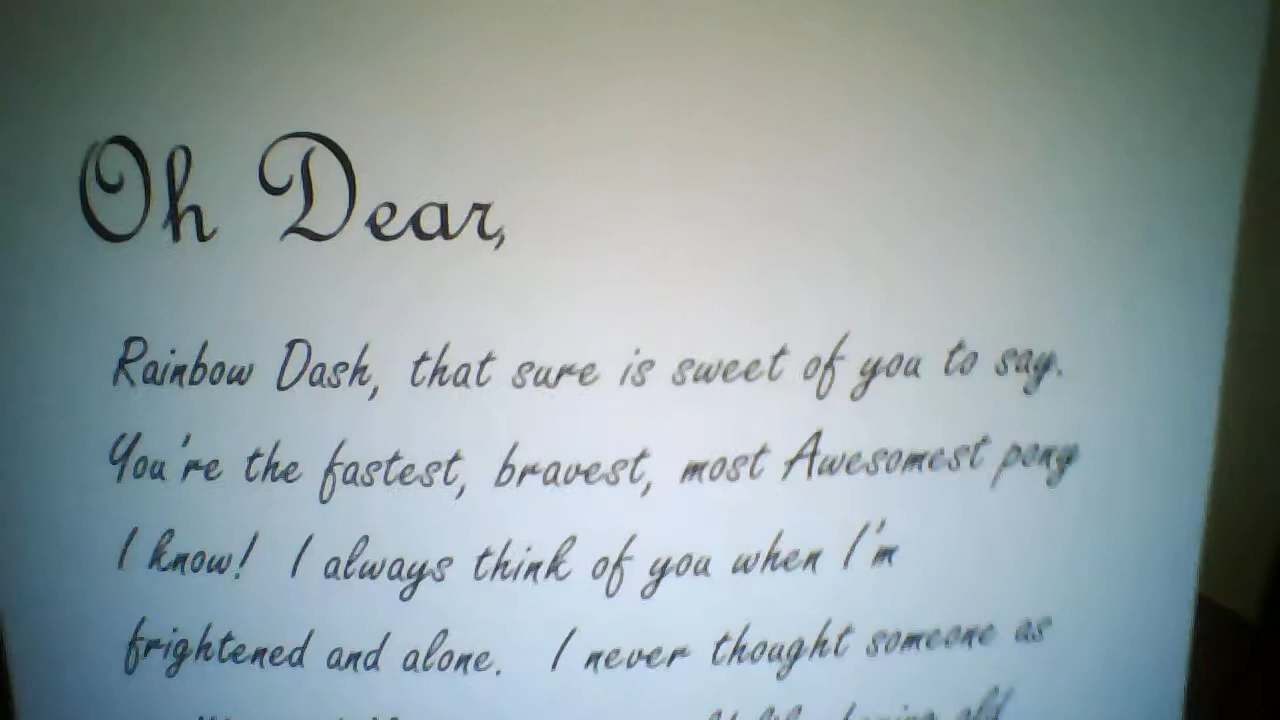 Oh Dear,
Rainbow Dash, that sure is sweet of you to say.
You're the fastest, bravest, most Awesomest pony
I know! I always think of you when I'm
frightened and alone. I never thought someone as